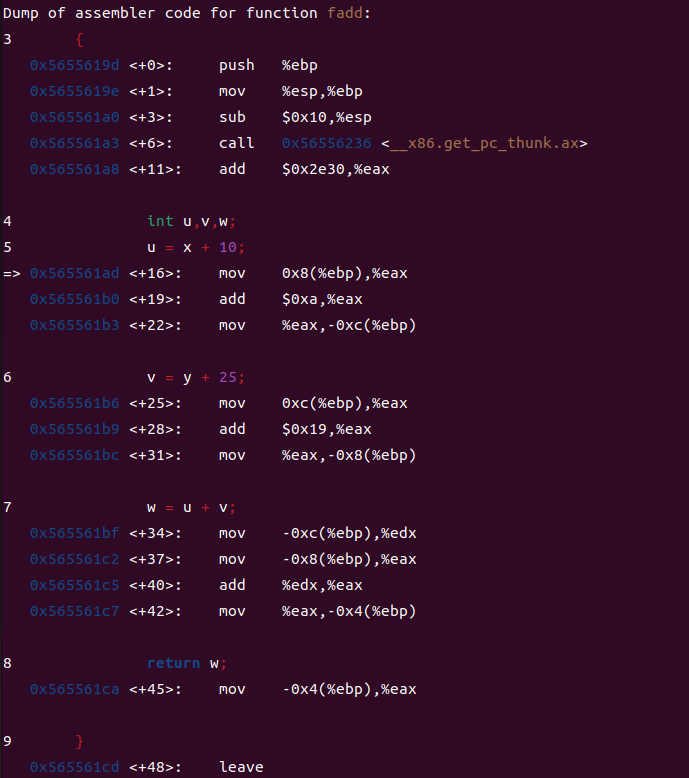 Dump of assembler code for function fadd:
3 {
0x5655619d <+0>: push %ebp
0x5655619e <+1>: mov %esp,%ebp
0x565561a0 <+3>: sub $0x10,%esp
0x565561a3 <+6>: call 0x56556236 <__x86.get_pc_thunk.ax>
0x565561a8 <+11>: add $0x2e30,%eax
4 int u,v,w;
5 u = x + 10;
=> 0x565561ad <+16>: mov 0x8(%ebp),%eax
0x565561b0 <+19>: add $0xa,%eax
0x565561b3 <+22>: mov %eax,-0xc(%ebp)
6 v = y + 25;
0x565561b6 <+25>: mov 0xc(%ebp),%eax
0x565561b9 <+28>: add $0x19,%eax
0x565561bc <+31>: mov %eax,-0x8(%ebp)
7 w = u + v;
0x565561bf <+34>: mov -0xc(%ebp),%edx
0x565561c2 <+37>: mov -0x8(%ebp),%eax
0x565561c5 <+40>: add %edx,%eax
0x565561c7 <+42>: mov %eax,-0x4(%ebp)
8 return w;
0x565561ca <+45>: mov -0x4(%ebp),%eax
9 }
0x565561cd <+48>: leave